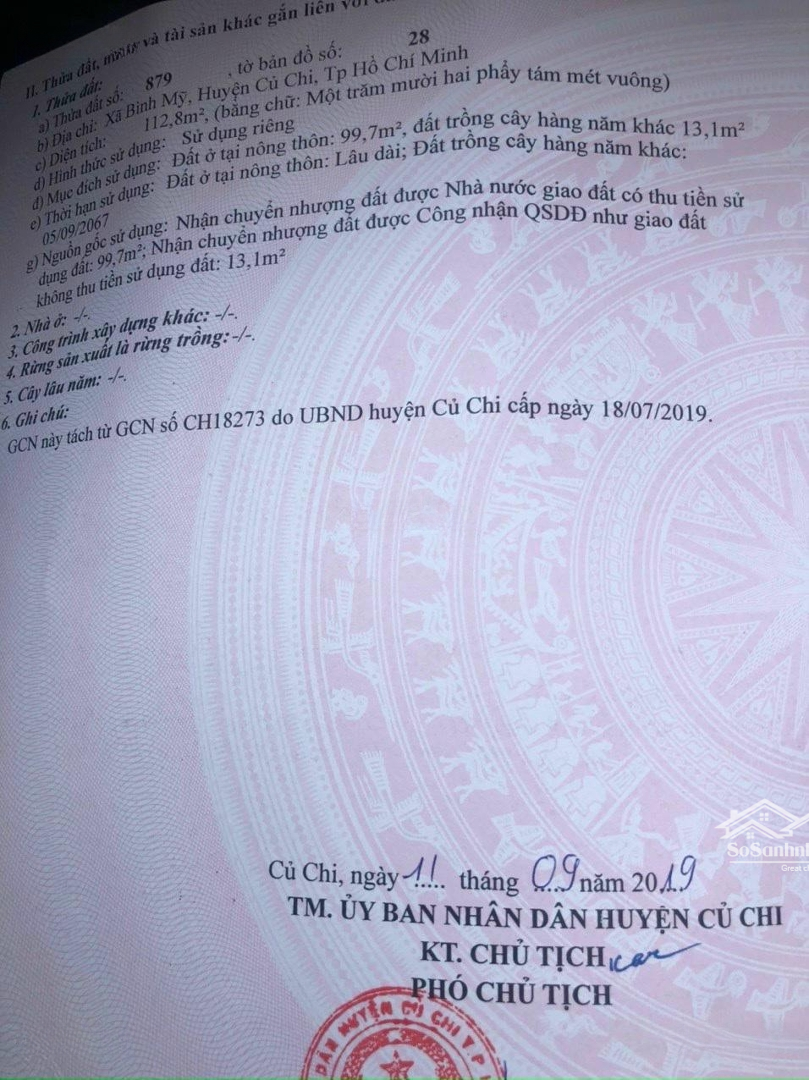 II. Thửa đất, nhà ở và tài sản khác gắn liền với
1. Thửa đất:
a) Thửa đất số: 879 , tờ bản đồ số: 28
b) Địa chỉ: Xã Bình Mỹ, Huyện Củ Chi, Tp Hồ Chí Minh
c) Diện tích: 112,8m², (bằng chữ: Một trăm mười hai phẩy tám mét vuông)
d) Hình thức sử dụng: Sử dụng riêng
đ) Mục đích sử dụng: Đất ở tại nông thôn: 99,7m², đất trồng cây hàng năm khác 13,1m²
e) Thời hạn sử dụng: Đất ở tại nông thôn: Lâu dài; Đất trồng cây hàng năm khác:
05/09/2067
g) Nguồn gốc sử dụng: Nhận chuyển nhượng đất được Nhà nước giao đất có thu tiền sử
dụng đất: 99,7m²; Nhận chuyển nhượng đất được Công nhận QSDĐ như giao đất
không thu tiền sử dụng đất: 13,1m²
2. Nhà ở: -/-.
3. Công trình xây dựng khác: -/-.
4. Rừng sản xuất là rừng trồng: -/-.
5. Cây lâu năm: -/-.
6. Ghi chú:
GCN này tách từ GCN số CH18273 do UBND huyện Củ Chi cấp ngày 18/07/2019.
SoSanhn
Great
Củ Chi, ngày 11 tháng 09 năm 2019
TM. ỦY BAN NHÂN DÂN HUYỆN CỦ CHI
KT. CHỦ TỊCH
PHÓ CHỦ TỊCH
DÂN HUYỆN CỦ CHI T.P